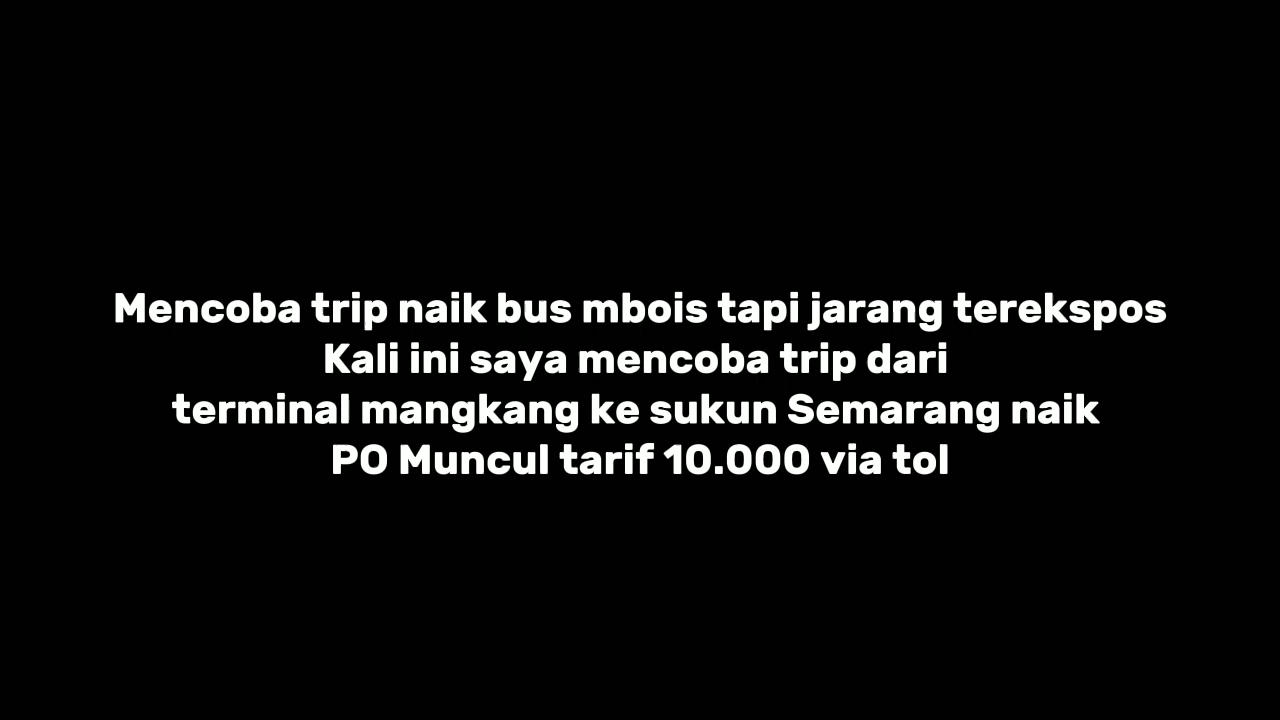 Mencoba trip naik bus mbois tapi jarang terekspos
Kali ini saya mencoba trip dari
terminal mangkang ke sukun Semarang naik
PO Muncul tarif 10.000 via tol